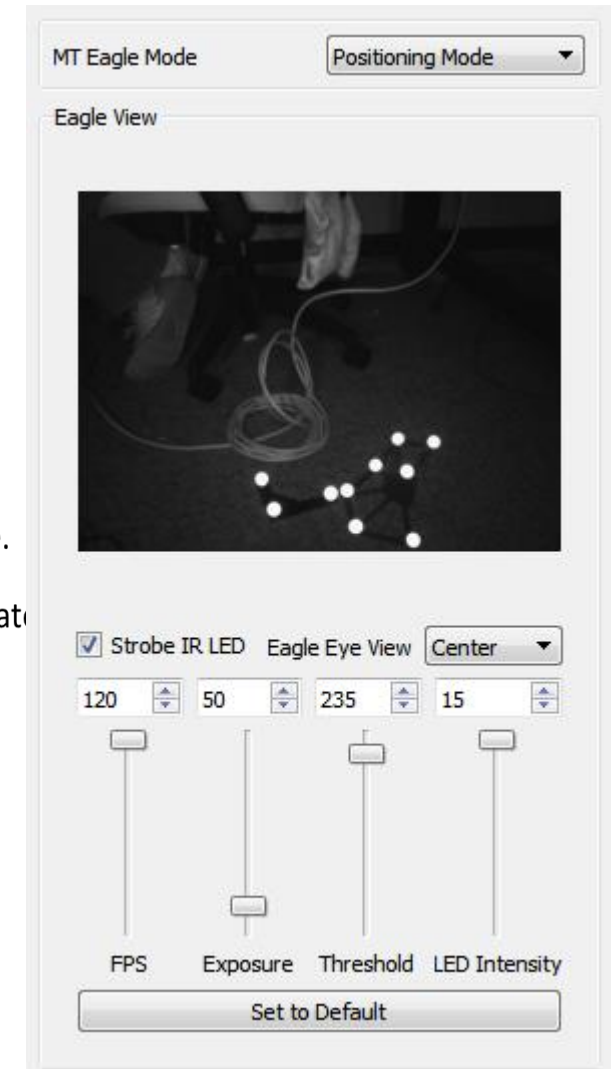 MT Eagle Mode Positioning Mode
Eagle View
Strobe IR LED Eagle Eye View Center
120 50 235 15
FPS Exposure Threshold LED Intensity
Set to Default